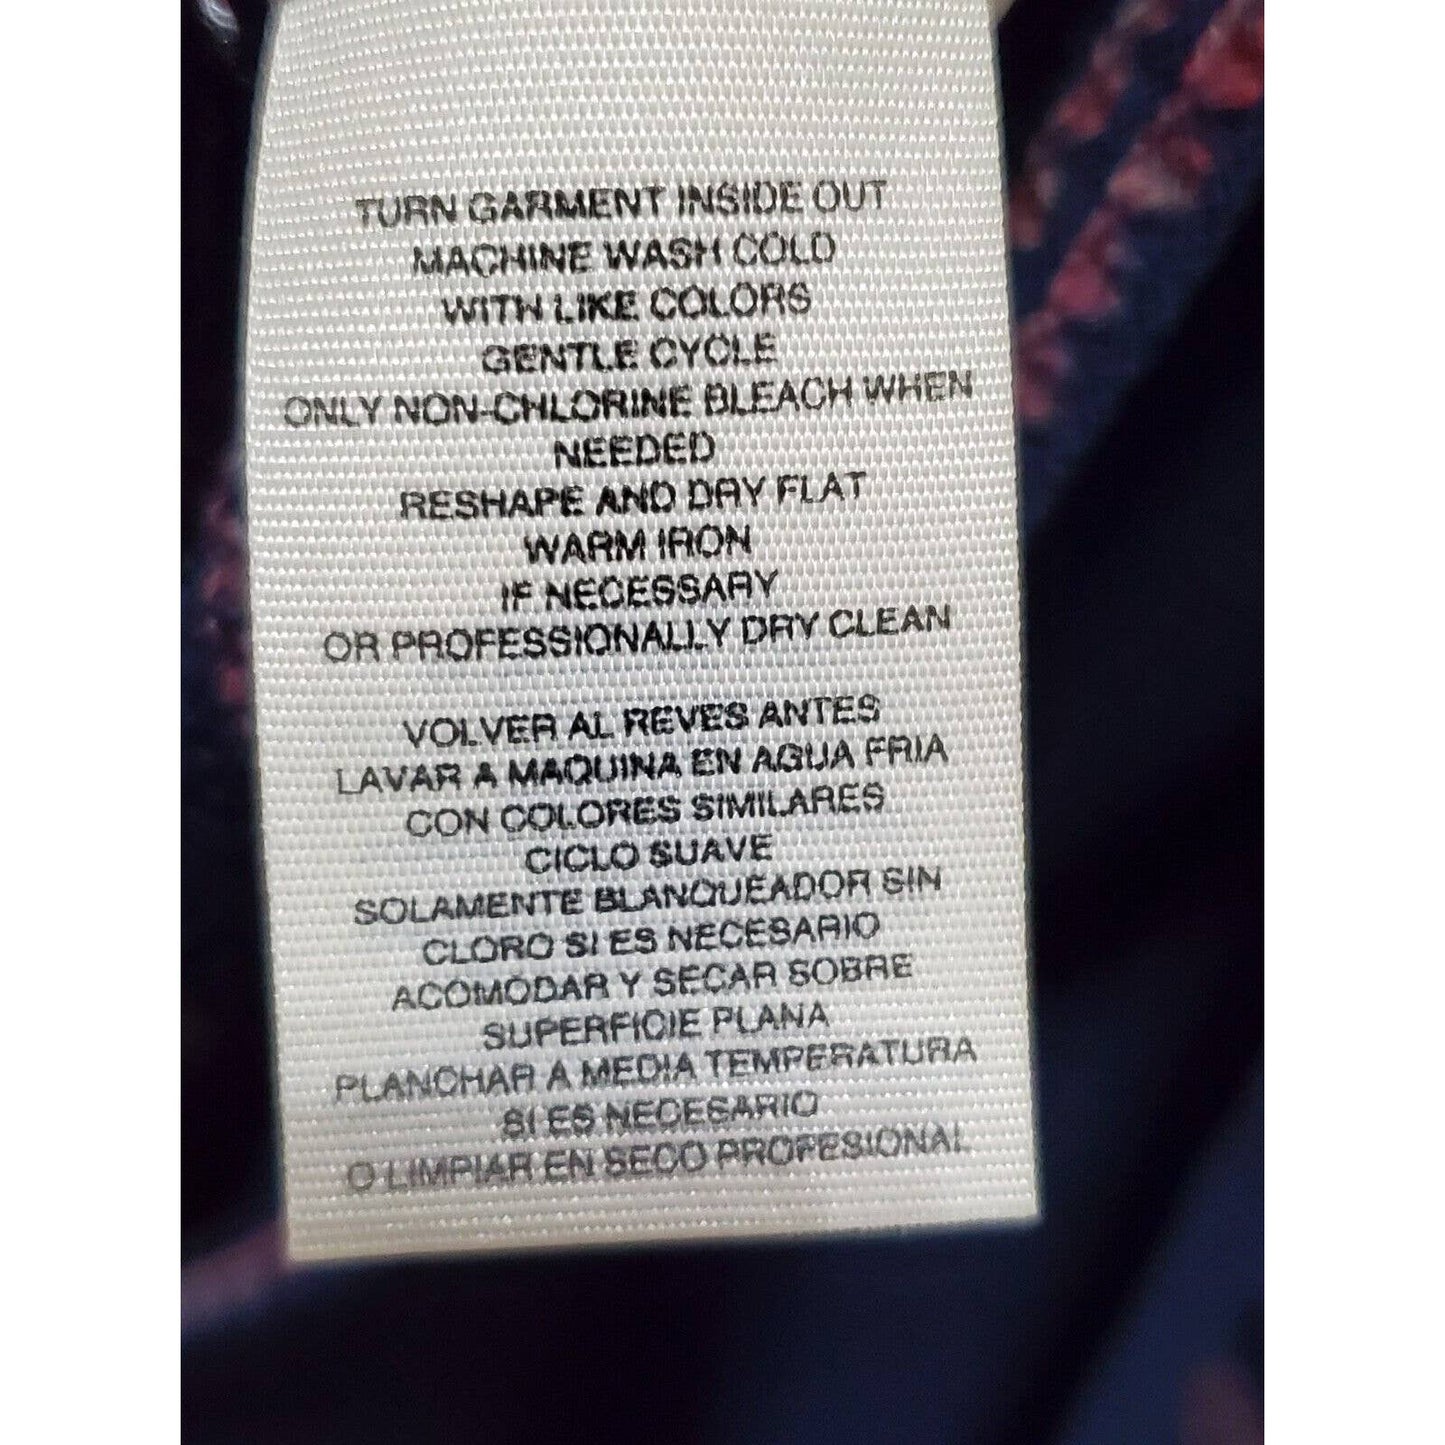 TURN GARMENT INSIDE OUT
MACHINE WASH COLD
WITH LIKE COLORS
GENTLE CYCLE
ONLY NON-CHLORINE BLEACH WHEN
NEEDED
RESHAPE AND DRY FLAT
WARM IRON
IF NECESSARY
OR PROFESSIONALLY DRY CLEAN
VOLVER AL REVES ANTES
LAVAR A MAQUINA EN AGUA FRIA
CON COLORES SIMILARES
CICLO SUAVE
SOLAMENTE BLANQUEADOR SIN
CLORO SI ES NECESARIO
ACOMODAR Y SECAR SOBRE
SUPERFICIE PLANA
PLANCHAR A MEDIA TEMPERATURA
SI ES NECESARIO
O LIMPIAR EN SECO PROFESIONAL